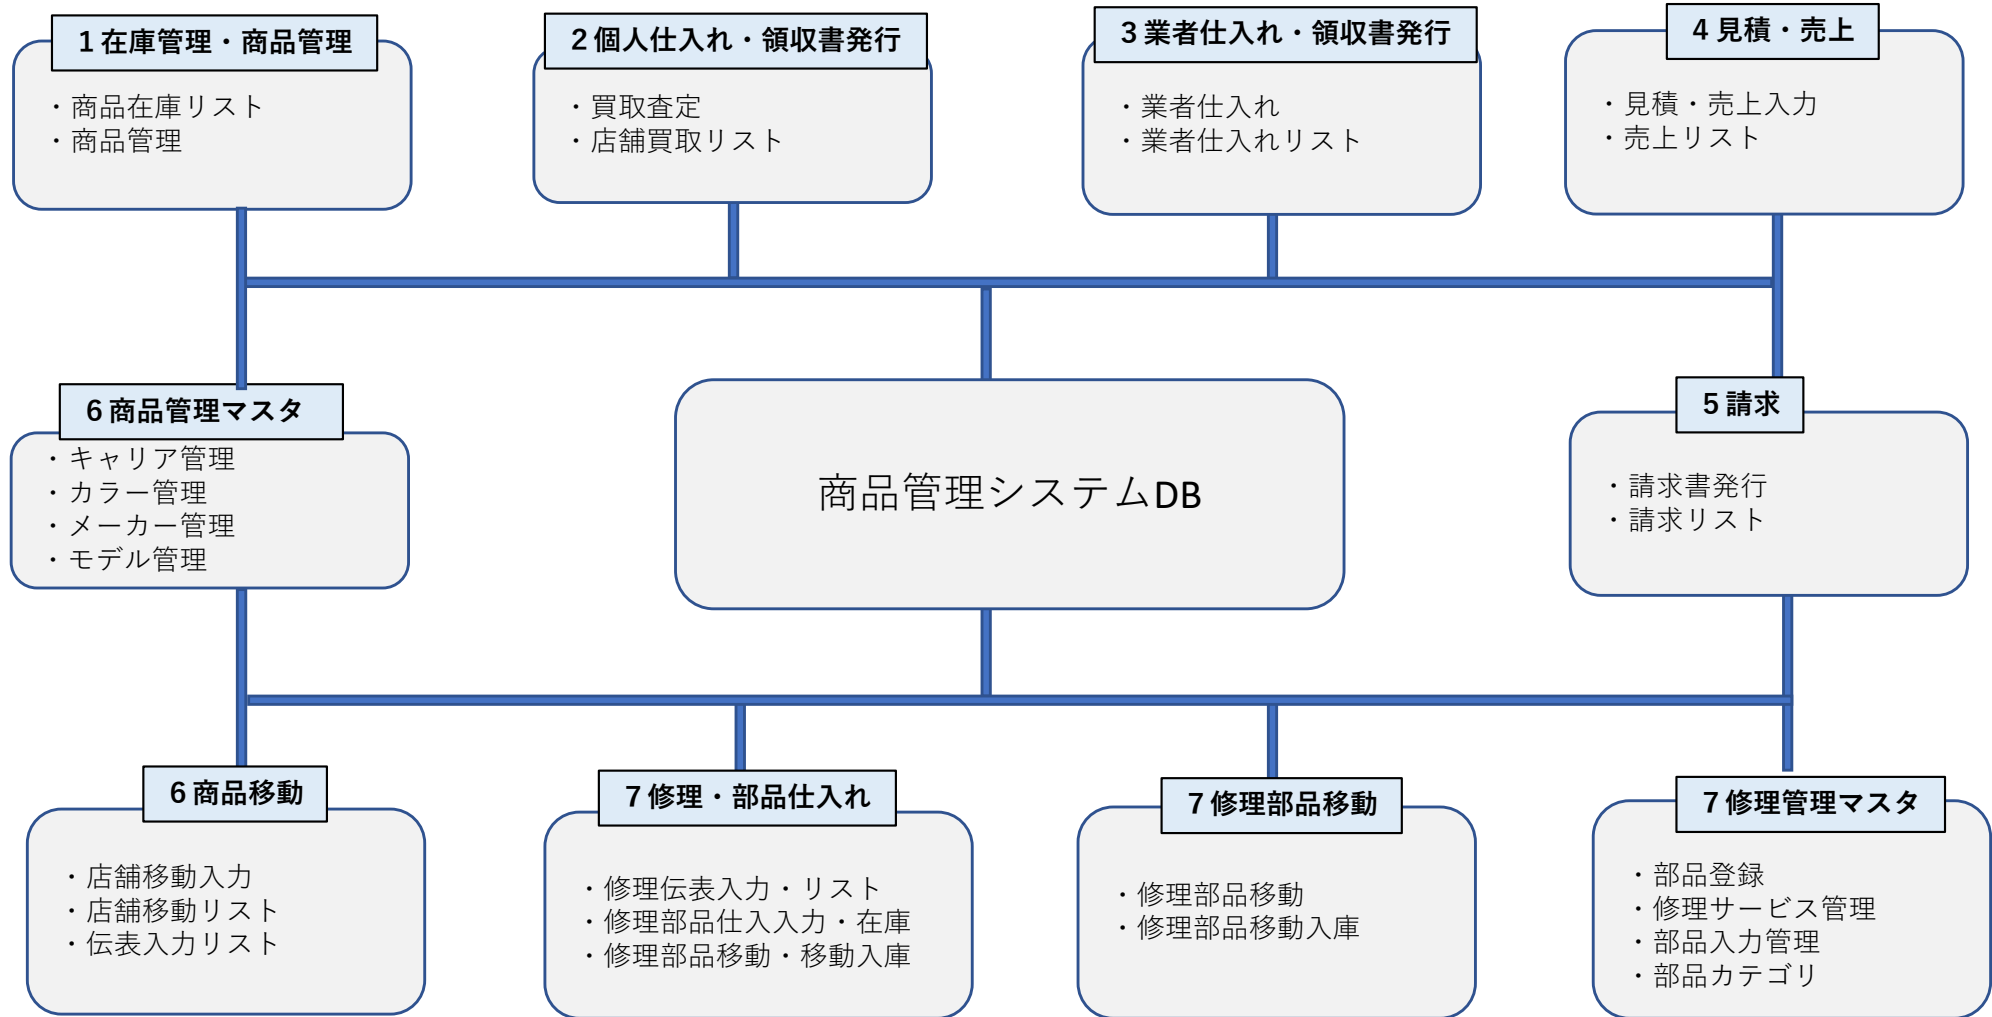 1在庫管理・商品管理
・商品在庫リスト
・商品管理
2個人仕入れ・領収書発行
・買取査定
・店舗買取リスト
3業者仕入れ・領収書発行
・業者仕入れ
・業者仕入れリスト
4見積・売上
・見積・売上入力
・売上リスト
6商品管理マスタ
・キャリア管理
・カラー管理
・メーカー管理
・モデル管理
商品管理システムDB
5請求
・請求書発行
・請求リスト
6商品移動
・店舗移動入力
・店舗移動リスト
・伝表入力リスト
7修理・部品仕入れ
・修理伝表入力・リスト
・修理部品仕入入力・在庫
・修理部品移動・移動入庫
7修理部品移動
・修理部品移動
・修理部品移動入庫
7修理管理マスタ
・部品登録
・修理サービス管理
・部品入力管理
・部品カテゴリ